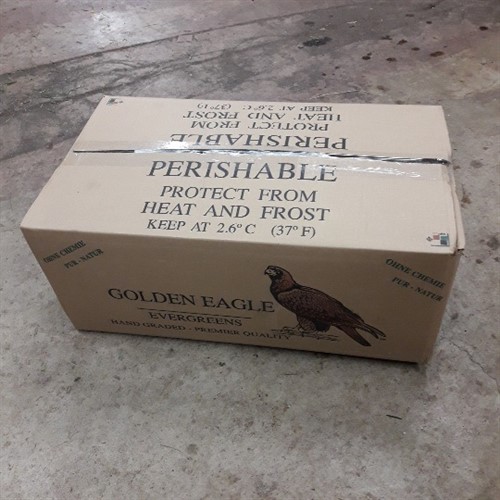 KEEP AT 2.6° C (37° F)
HEAT AND FROST
PROTECT FROM
PERISHABLE
PERISHABLE
PROTECT FROM
HEAT AND FROST
KEEP AT 2.6° C (37° F)
OHNE CHEMIE
PUR - NATUR
GOLDEN EAGLE
EVERGREENS
HAND GRADED - PREMIER QUALITY
OHNE CHEMIE
PUR - NATUR